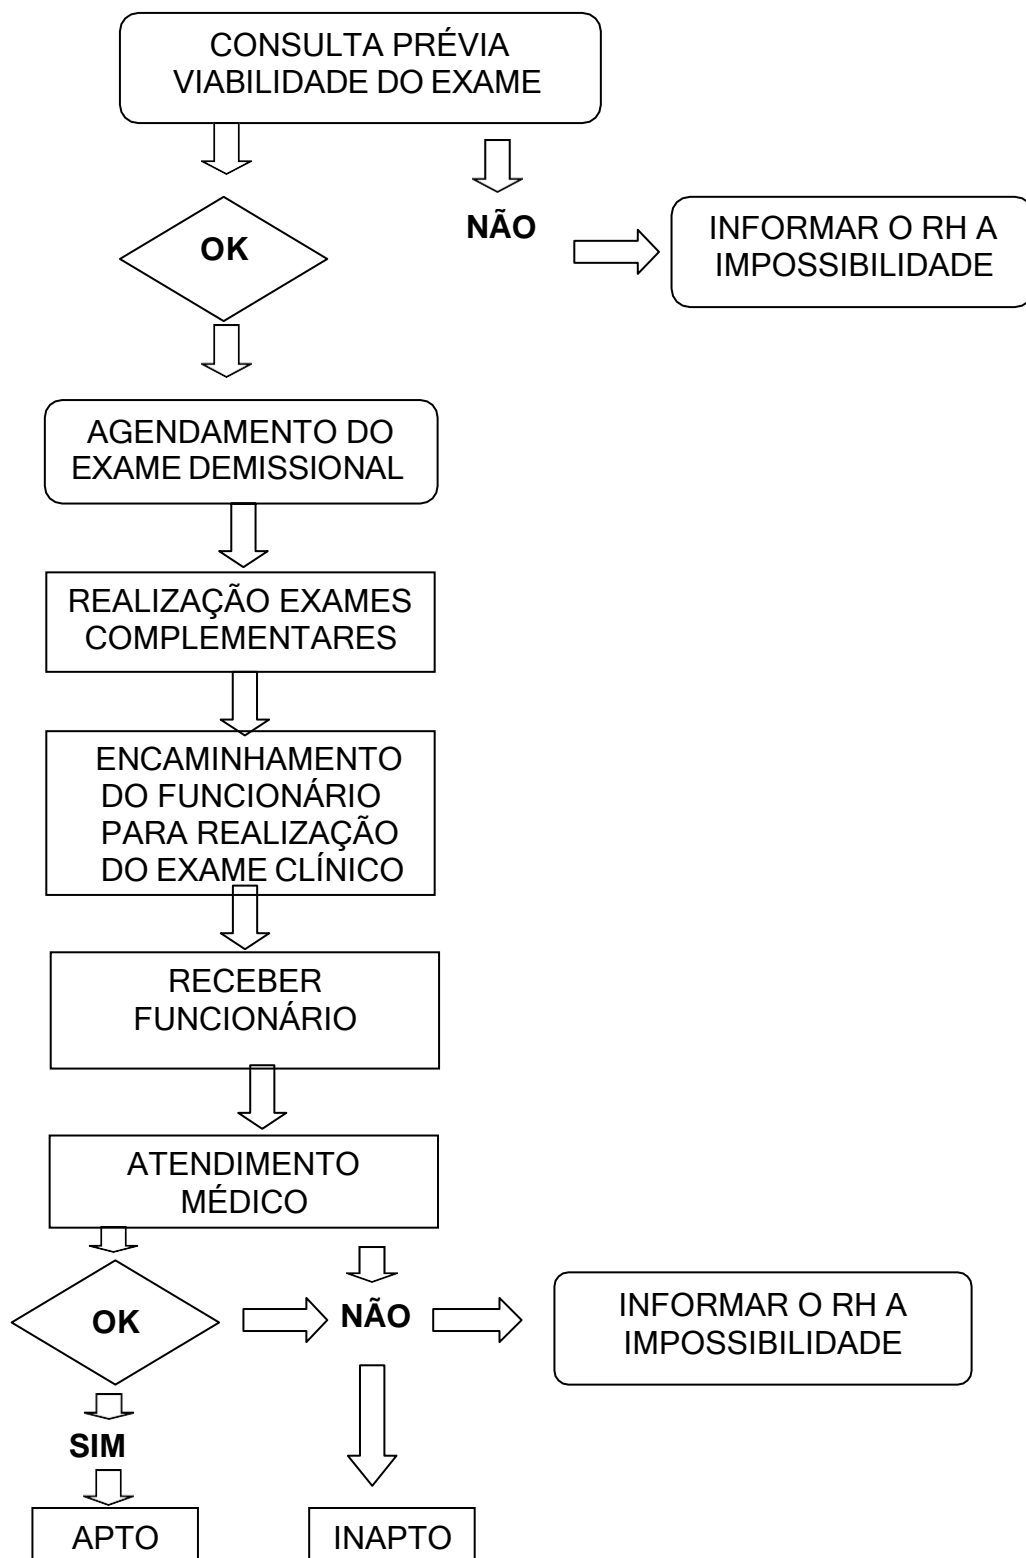 CONSULTA PRÉVIA
VIABILIDADE DO EXAME
OK
NÃO
INFORMAR O RH A
IMPOSSIBILIDADE
AGENDAMENTO DO
EXAME DEMISSIONAL
REALIZAÇÃO EXAMES
COMPLEMENTARES
ENCAMINHAMENTO
DO FUNCIONÁRIO
PARA REALIZAÇÃO
DO EXAME CLÍNICO
RECEBER
FUNCIONÁRIO
ATENDIMENTO
MÉDICO
OK
NÃO
INFORMAR O RH A
IMPOSSIBILIDADE
SIM
APTO
INAPTO